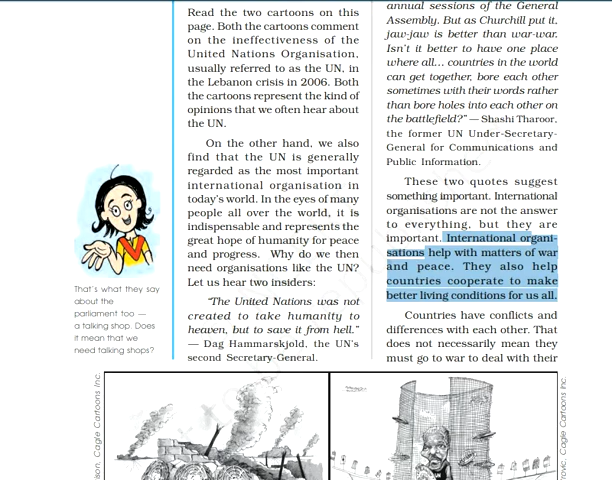 Read the two cartoons on this
page. Both the cartoons comment
on the ineffectiveness of the
United Nations Organisation,
usually referred to as the UN, in
the Lebanon crisis in 2006. Both
the cartoons represent the kind of
opinions that we often hear about
the UN.
On the other hand, we also
find that the UN is generally
regarded as the most important
international organisation in
today's world. In the eyes of many
people all over the world, it is
indispensable and represents the
great hope of humanity for peace
and progress. Why do we then
need organisations like the UN?
Let us hear two insiders:
"The United Nations was not
created to take humanity to
heaven, but to save it from hell."
— Dag Hammarskjold, the UN's
second Secretary-General.
That's what they say
about the
parliament too —
a talking shop. Does
it mean that we
need talking shops?
annual sessions of the General
Assembly. But as Churchill put it,
jaw-jaw is better than war-war.
Isn't it better to have one place
where all... countries in the world
can get together, bore each other
sometimes with their words rather
than bore holes into each other on
the battlefield?" — Shashi Tharoor,
the former UN Under-Secretary-
General for Communications and
Public Information.
These two quotes suggest
something important. International
organisations are not the answer
to everything, but they are
important. International organi-
sations help with matters of war
and peace. They also help
countries cooperate to make
better living conditions for us all.
Countries have conflicts and
differences with each other. That
does not necessarily mean they
must go to war to deal with their
Cagle Cartoons Inc.
Cagle Cartoons Inc.